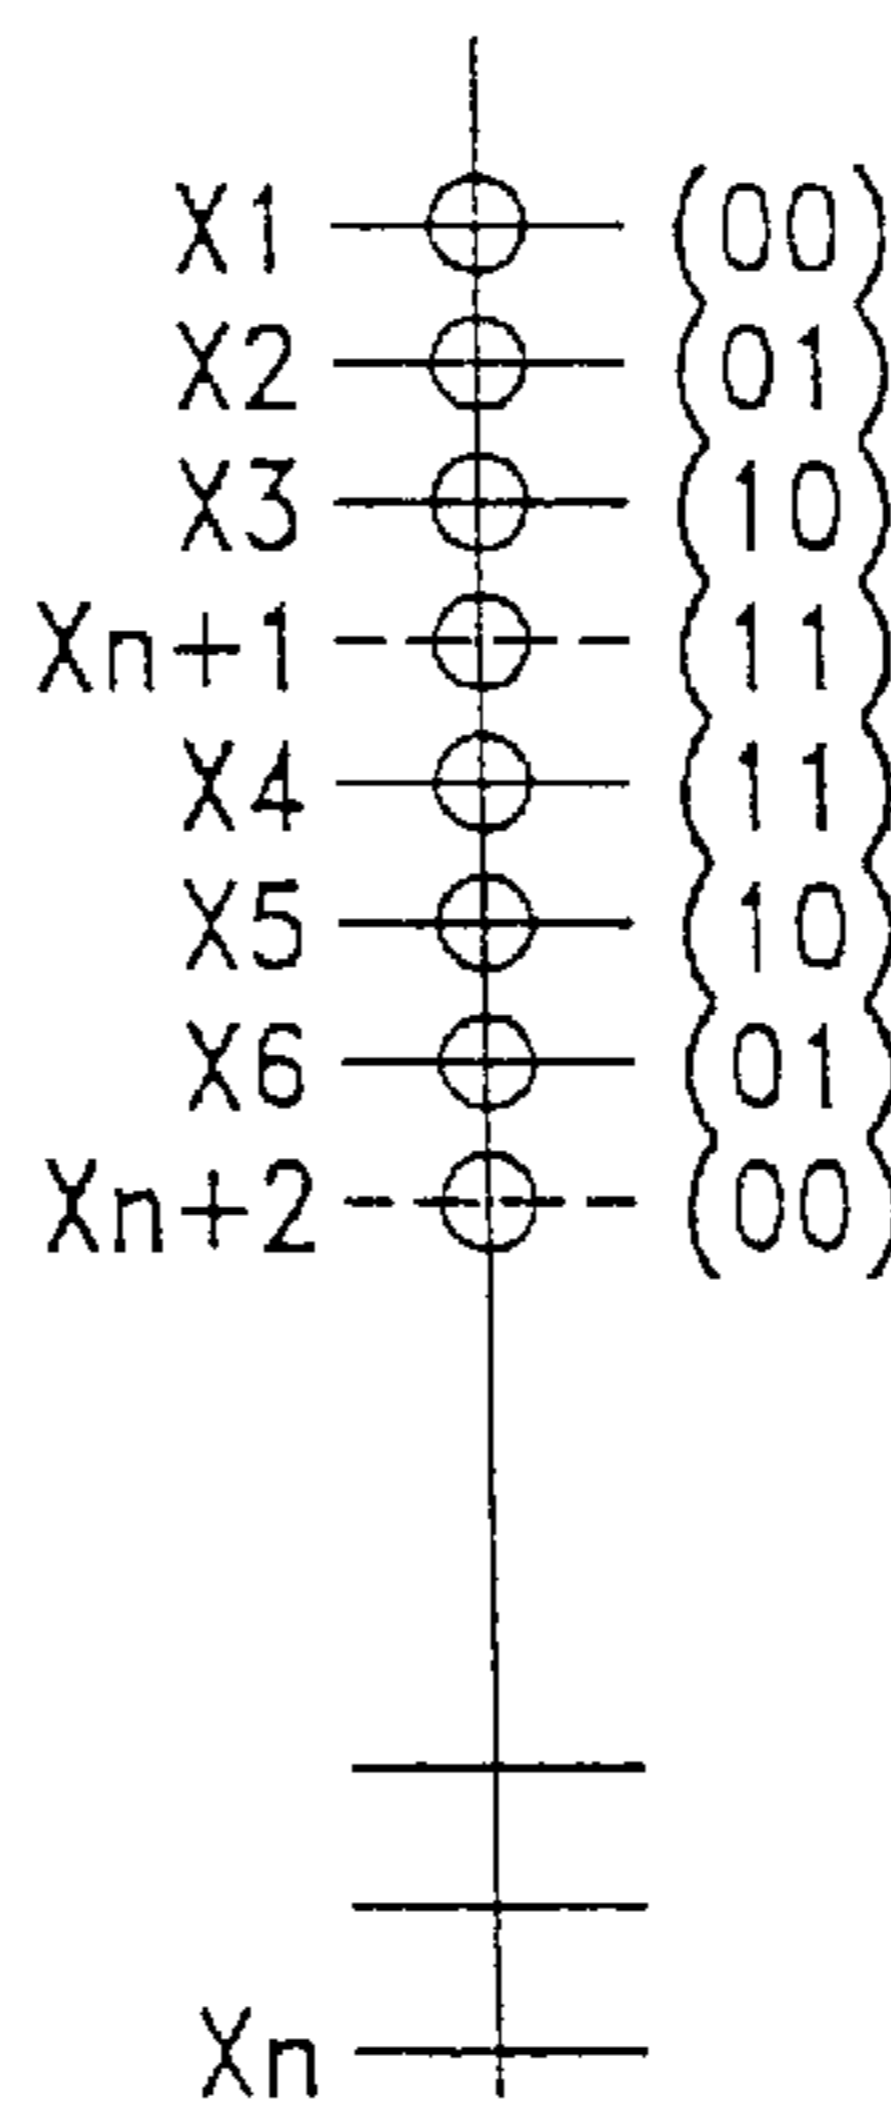 X1 (00)
X2 (01)
X3 (10)
Xn+1 (11)
X4 (11)
X5 (10)
X6 (01)
Xn+2 (00)
Xn